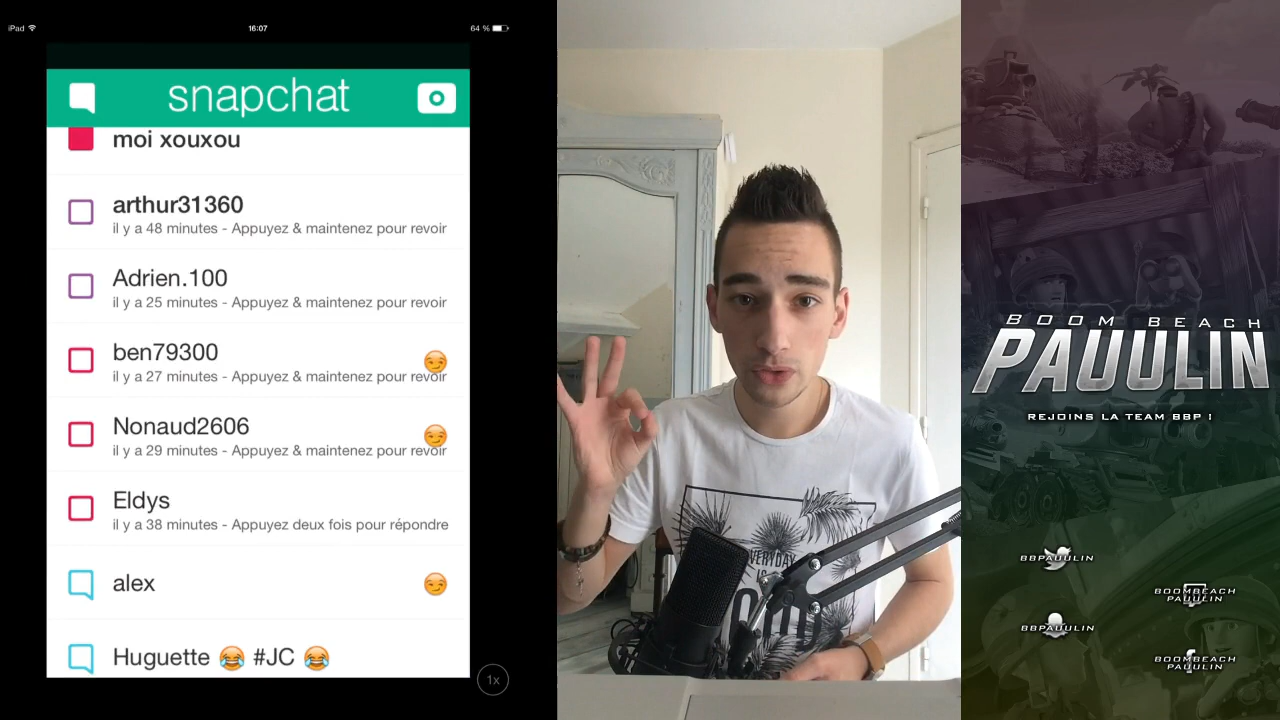 iPad
16:07
64 %
snapchat
moi xouxou
arthur31360
il y a 48 minutes - Appuyez & maintenez pour revoir
Adrien.100
il y a 25 minutes - Appuyez & maintenez pour revoir
ben79300
il y a 27 minutes - Appuyez & maintenez pour revoir
Nonaud2606
il y a 29 minutes - Appuyez & maintenez pour revoir
Eldys
il y a 38 minutes - Appuyez deux fois pour répondre
alex
Huguette 😂 #JC 😂
1x
EVERYDAY
BOOM BEACH
PAUULIN
REJOINS LA TEAM BBP !
BBPAUULIN
BOOMBEACH
PAUULIN
BBPAUULIN
BOOMBEACH
PAUULIN